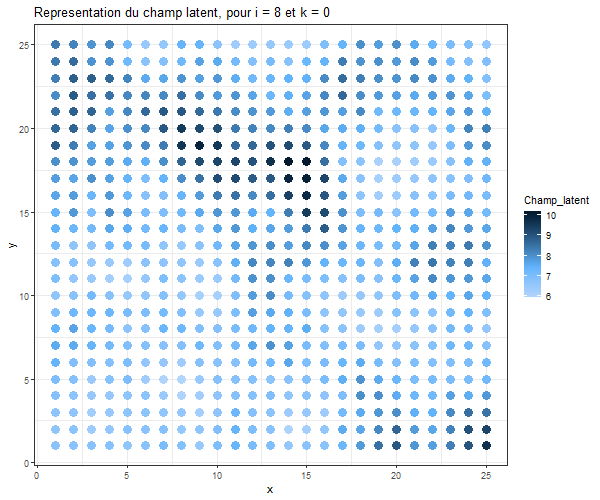 Representation du champ latent, pour i = 8 et k = 0
25
20
15
10
5
0
y
0 5 10 15 20 25
x
Champ_latent
10
9
8
7
6